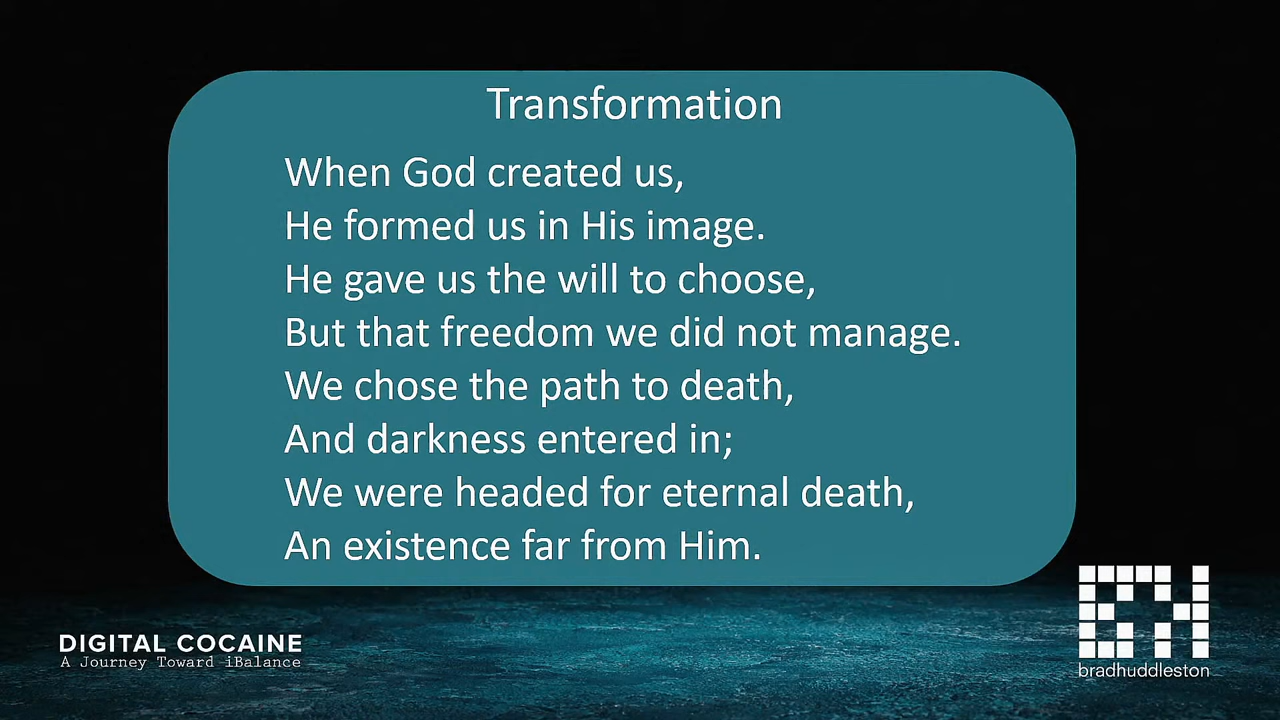 Transformation
When God created us,
He formed us in His image.
He gave us the will to choose,
But that freedom we did not manage.
We chose the path to death,
And darkness entered in;
We were headed for eternal death,
An existence far from Him.
DIGITAL COCAINE
A Journey Toward iBalance
bradhuddleston